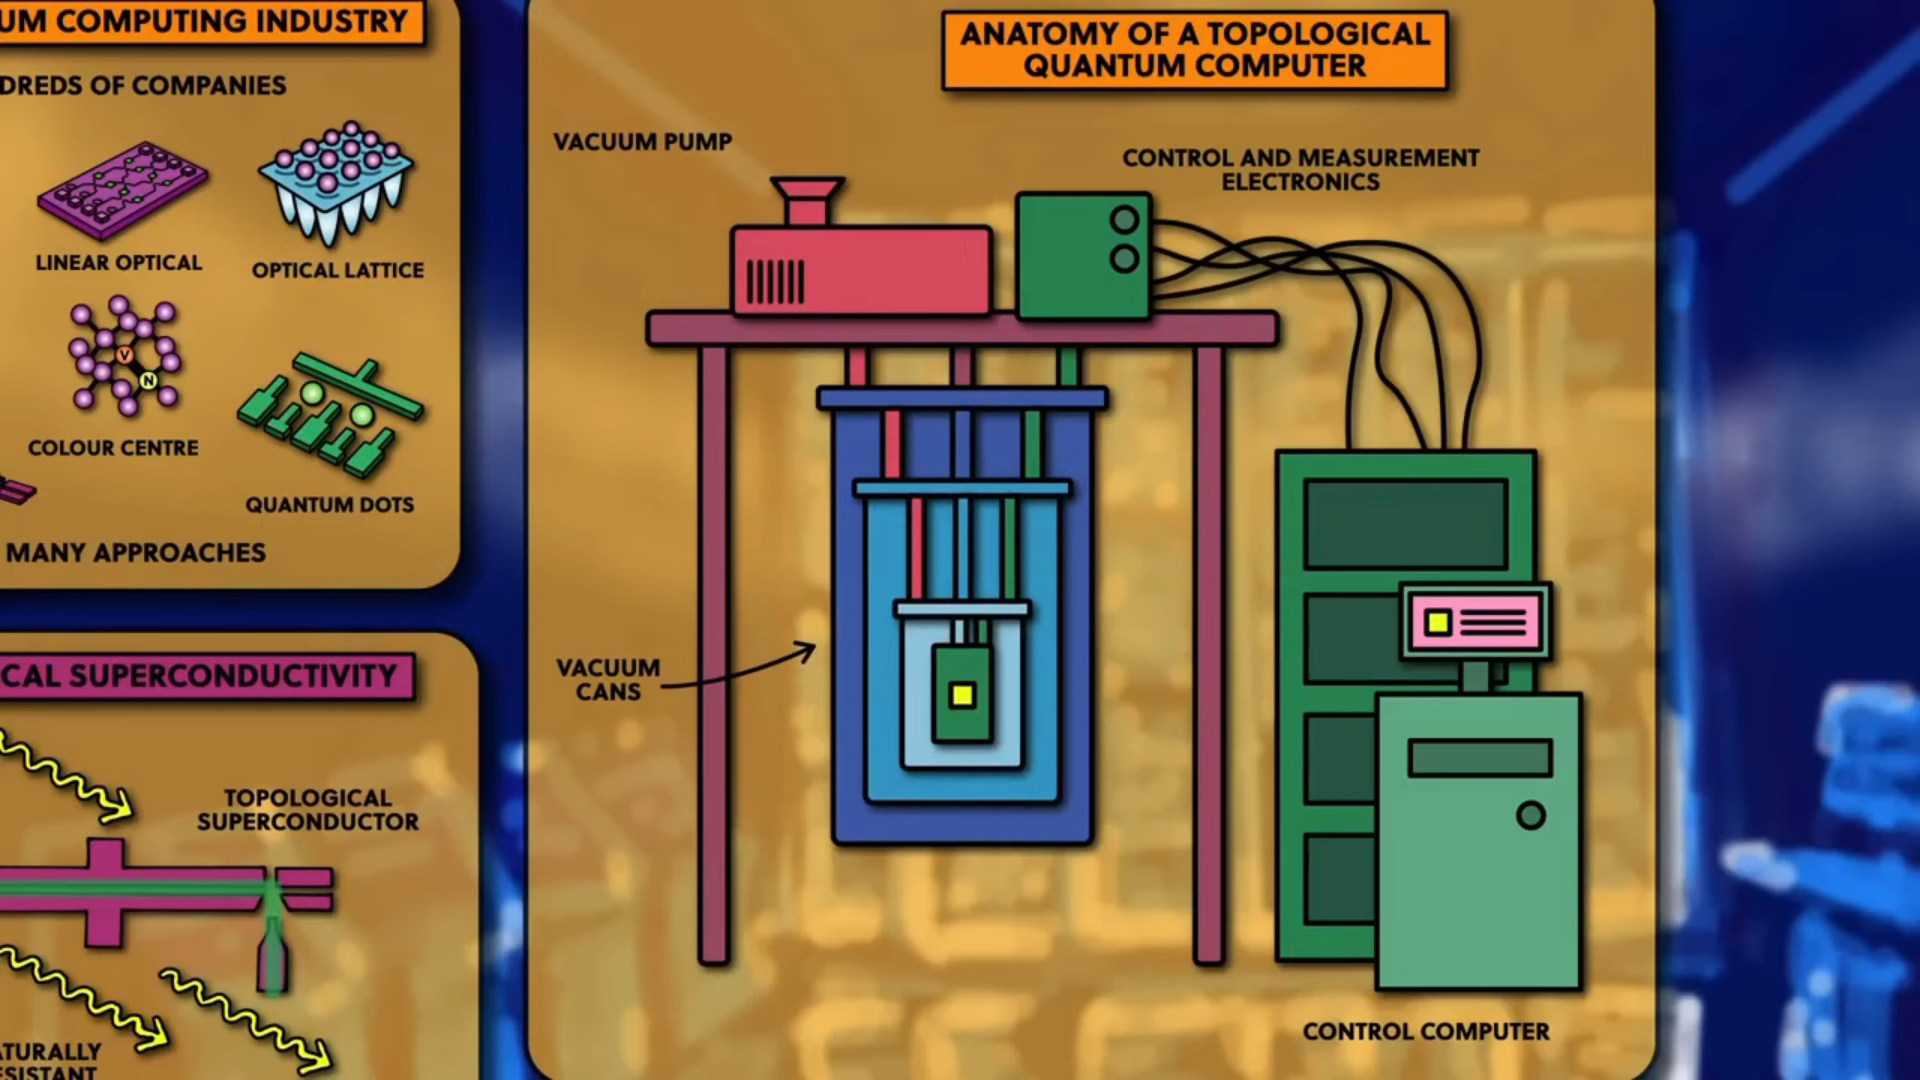 UM COMPUTING INDUSTRY
DREDS OF COMPANIES
LINEAR OPTICAL
OPTICAL LATTICE
V
N
COLOUR CENTRE
QUANTUM DOTS
MANY APPROACHES
CAL SUPERCONDUCTIVITY
TOPOLOGICAL
SUPERCONDUCTOR
TURALLY
SISTANT
ANATOMY OF A TOPOLOGICAL
QUANTUM COMPUTER
VACUUM PUMP
CONTROL AND MEASUREMENT
ELECTRONICS
VACUUM
CANS
CONTROL COMPUTER